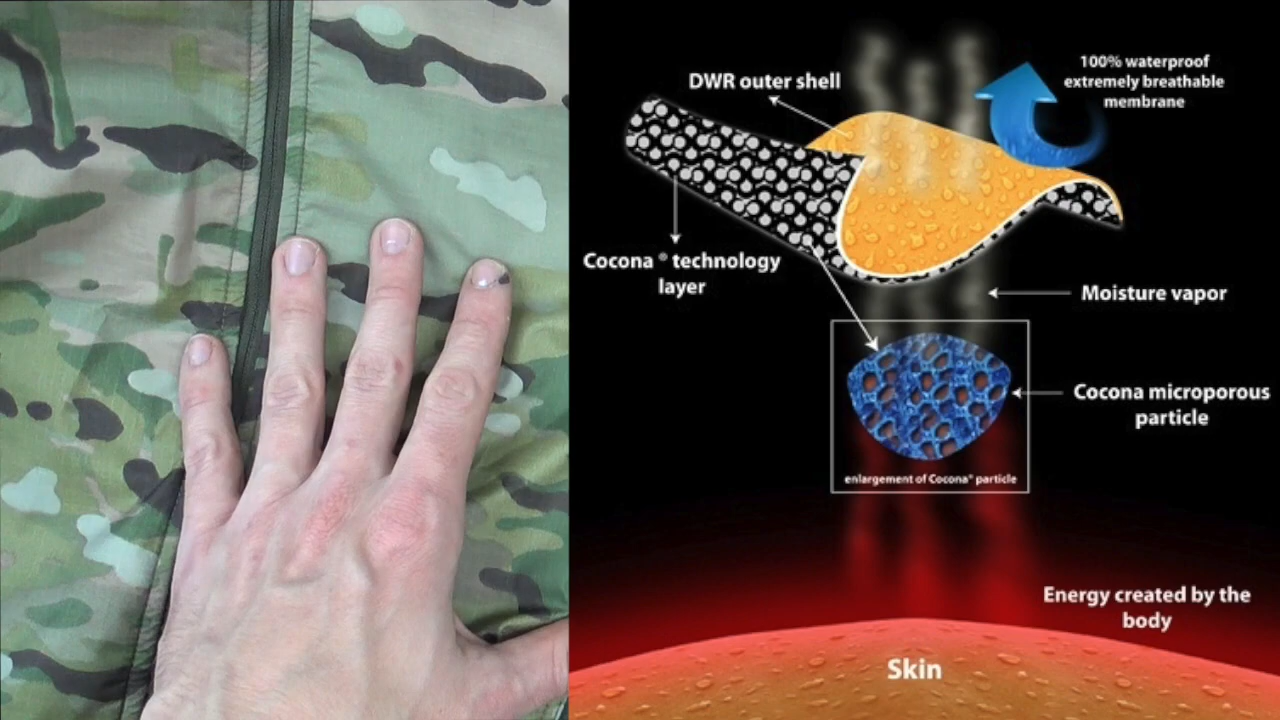 DWR outer shell
100% waterproof
extremely breathable
membrane
Cocona ® technology
layer
Moisture vapor
Cocona microporous
particle
enlargement of Cocona® particle
Energy created by the
body
Skin